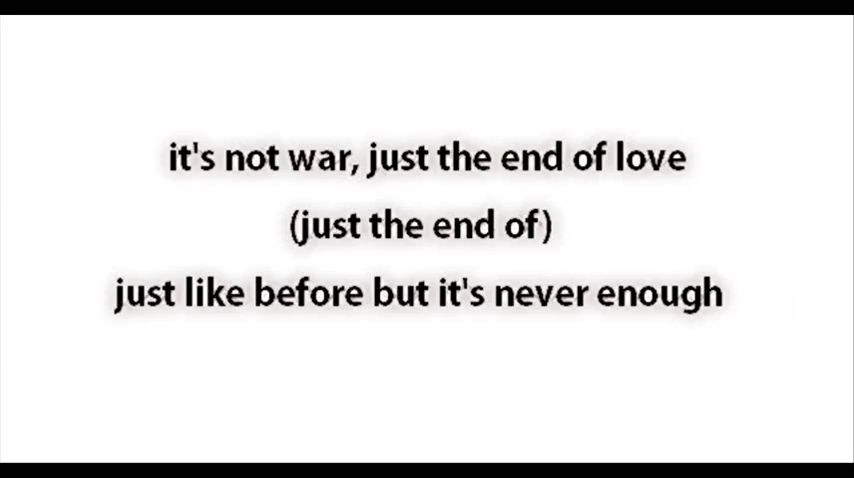 it's not war, just the end of love
(just the end of)
just like before but it's never enough